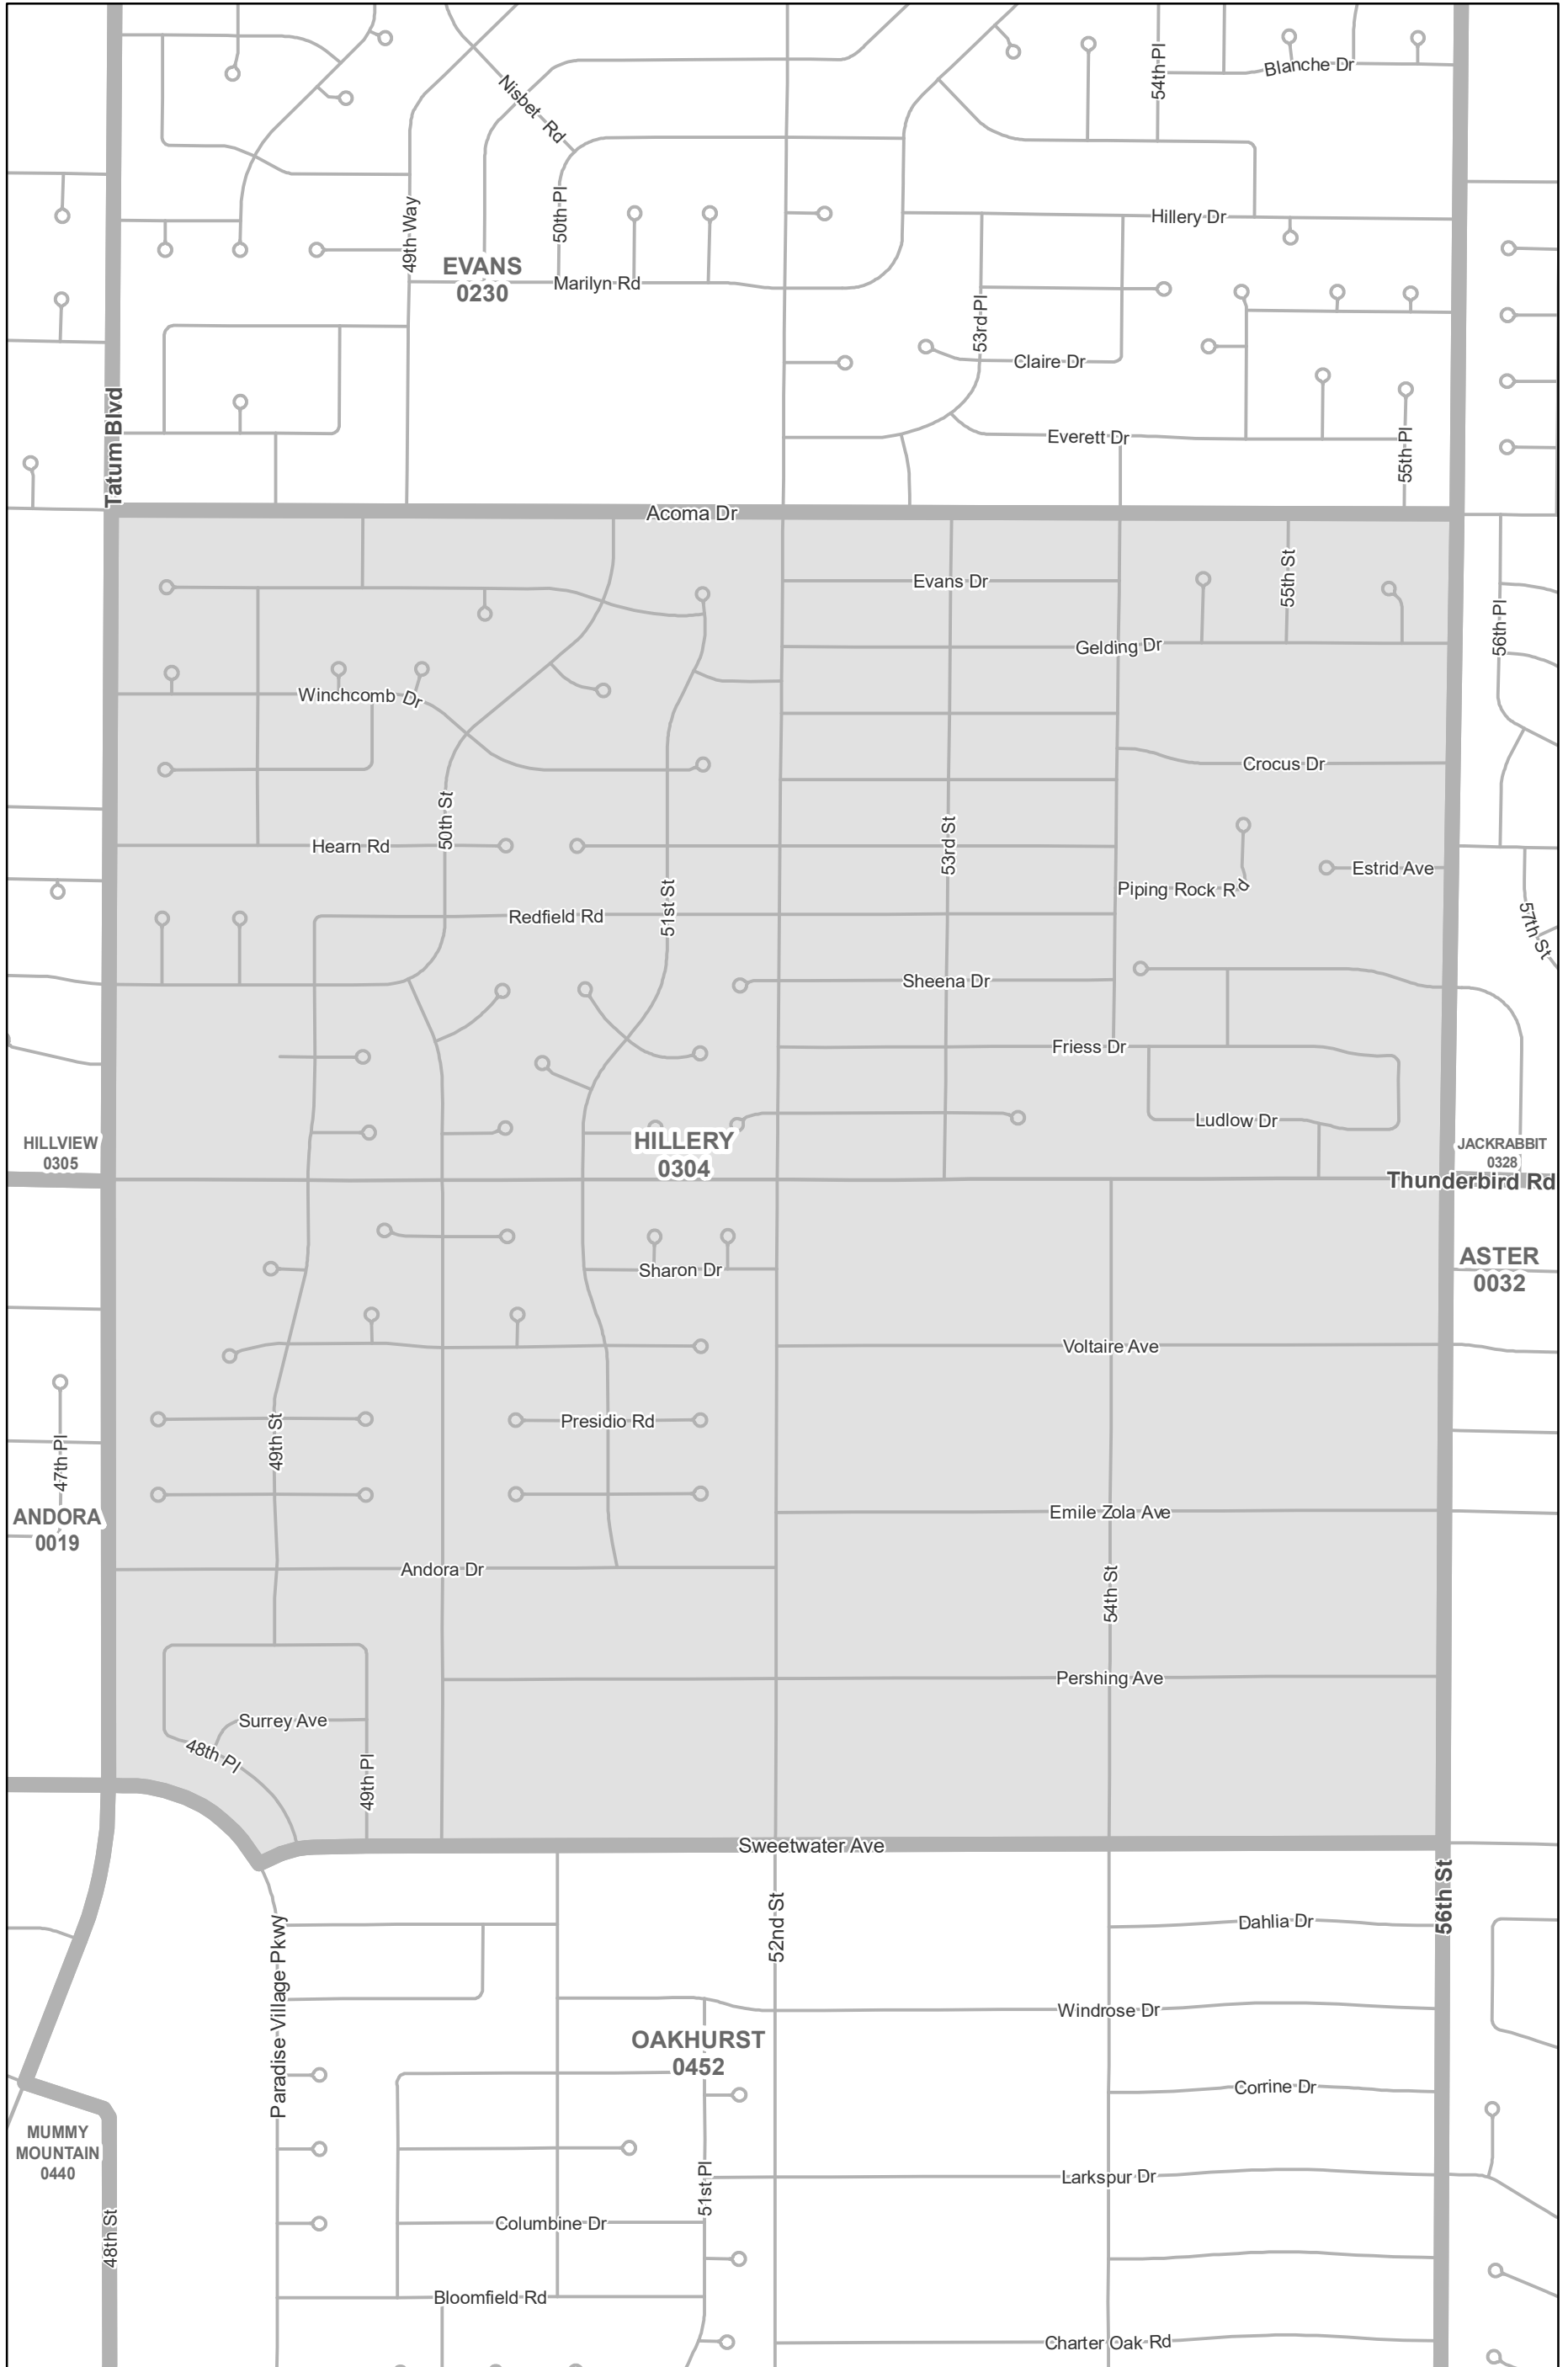 54th Pl
Blanche Dr
Nisbet Rd
49th Way
50th Pl
Hillery Dr
EVANS
0230
Marilyn Rd
53rd Pl
Claire Dr
Tatum Blvd
Everett Dr
55th Pl
Acoma Dr
Evans Dr
55th St
56th Pl
Gelding Dr
Winchcomb Dr
Crocus Dr
50th St
Hearn Rd
53rd St
Estrid Ave
Piping Rock Rd
51st St
Redfield Rd
57th St
Sheena Dr
Friess Dr
Ludlow Dr
HILLVIEW
0305
HILLERY
0304
JACKRABBIT
0328
Thunderbird Rd
Sharon Dr
ASTER
0032
Voltaire Ave
49th St
Presidio Rd
47th Pl
ANDORA
0019
Emile Zola Ave
Andora Dr
54th St
Pershing Ave
Surrey Ave
48th Pl
49th Pl
Sweetwater Ave
56th St
52nd St
Dahlia Dr
Paradise Village Pkwy
Windrose Dr
OAKHURST
0452
Corrine Dr
MUMMY
MOUNTAIN
0440
51st Pl
Larkspur Dr
48th St
Columbine Dr
Bloomfield Rd
Charter Oak Rd